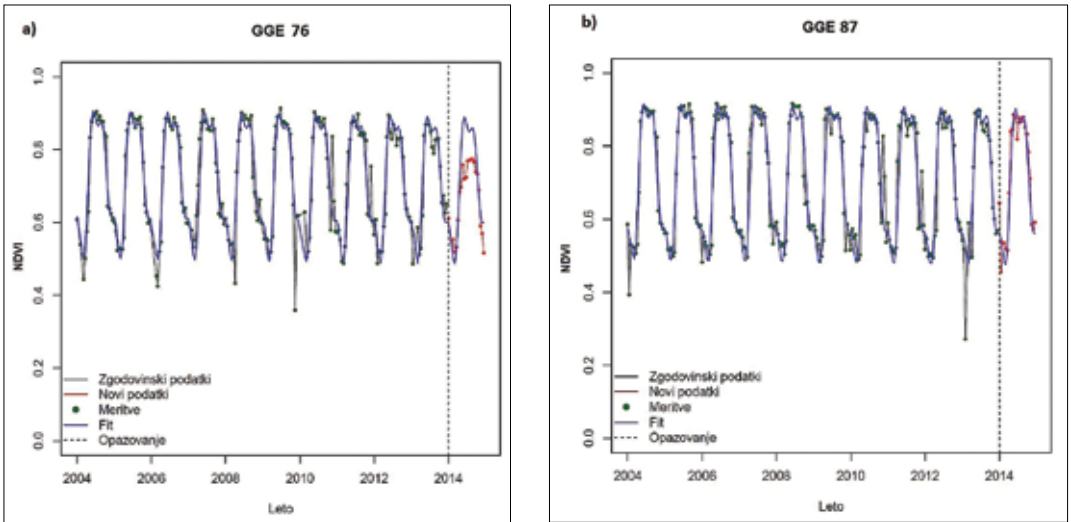 a)
GGE 76
NDVI
1.0
0.8
0.6
0.4
0.2
0.0
Zgodovinski podatki
Novi podatki
Meritve
Fit
Opazovanje
2004 2006 2008 2010 2012 2014
Leto
b)
GGE 87
NDVI
1.0
0.8
0.6
0.4
0.2
0.0
Zgodovinski podatki
Novi podatki
Meritve
Fit
Opazovanje
2004 2006 2008 2010 2012 2014
Leto